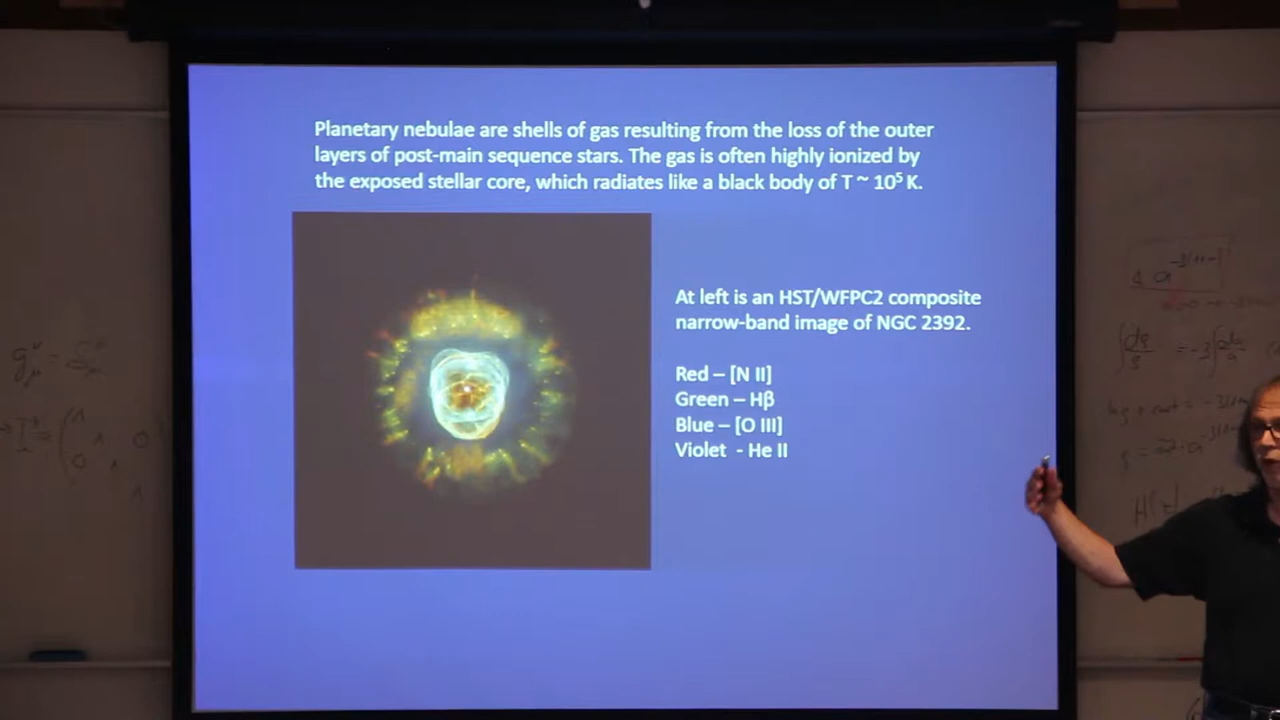 Planetary nebulae are shells of gas resulting from the loss of the outer
layers of post-main sequence stars. The gas is often highly ionized by
the exposed stellar core, which radiates like a black body of T ~ 10⁵ K.
At left is an HST/WFPC2 composite
narrow-band image of NGC 2392.
Red – [N II]
Green – Hβ
Blue – [O III]
Violet - He II